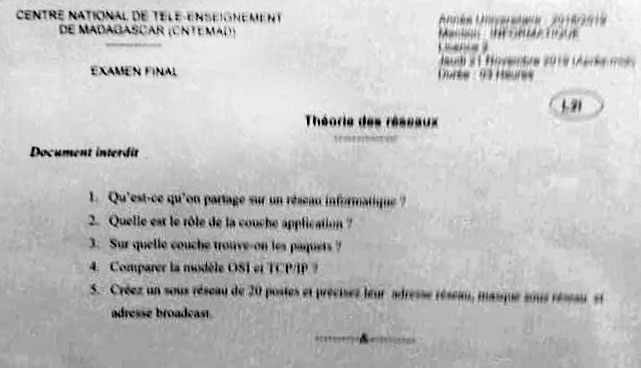 CENTRE NATIONAL DE TELE-ENSEIGNEMENT
DE MADAGASCAR (CNTEMAD)
EXAMEN FINAL
Année Universitaire : 2018/2019
Mention : INFORMATIQUE
Licence
Jeudi 21 Novembre 2019 (Après-midi)
Durée : 03 Heures
Théorie des réseaux
Document interdit
1. Qu'est-ce qu'on partage sur un réseau informatique ?
2. Quelle est le rôle de la couche application ?
3. Sur quelle couche trouve-on les paquets ?
4. Comparer la modèle OSI et TCP/IP ?
5. Créez un sous réseau de 20 postes et précisez leur adresse réseau, masque sous réseau et
adresse broadcast.